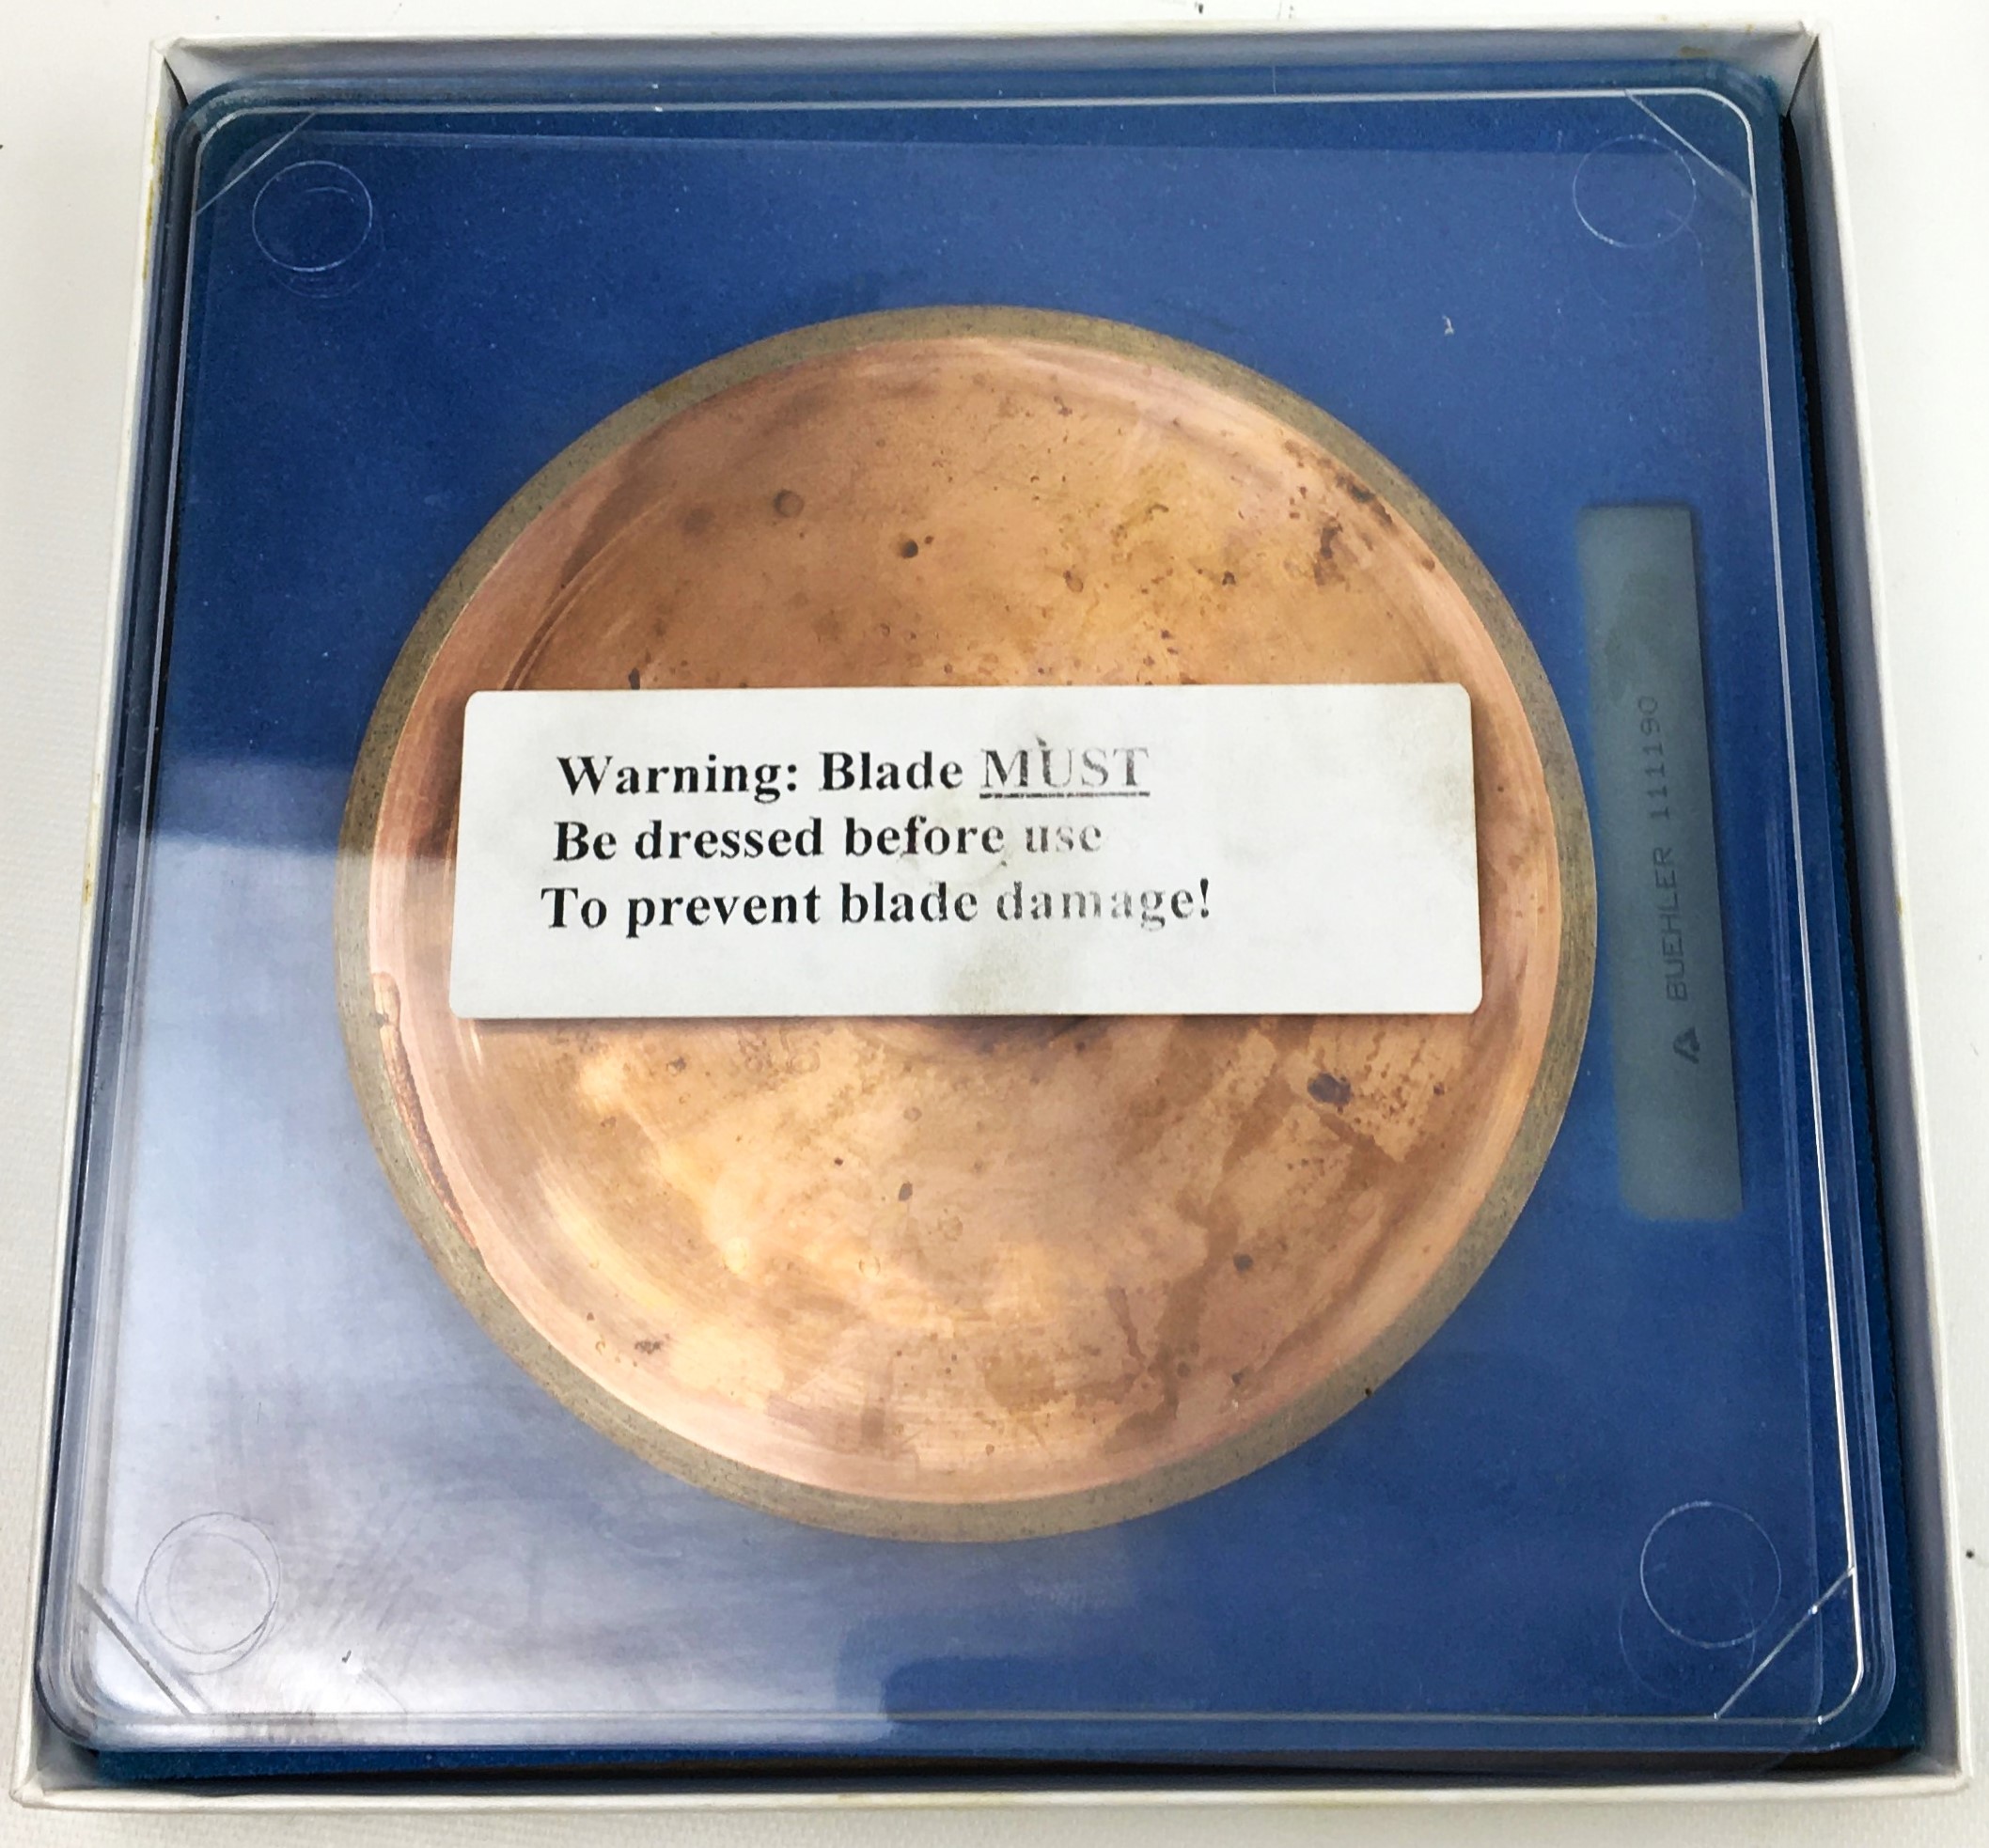 Warning: Blade MUST
Be dressed before use
To prevent blade damage!
BUEHLER 111190